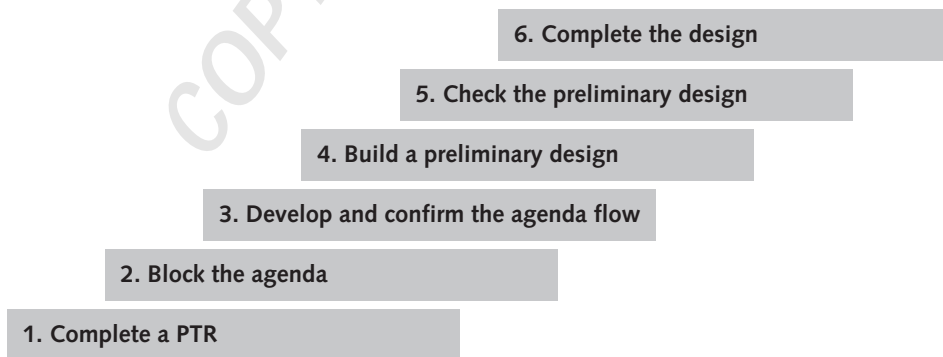 6. Complete the design
5. Check the preliminary design
4. Build a preliminary design
3. Develop and confirm the agenda flow
2. Block the agenda
1. Complete a PTR